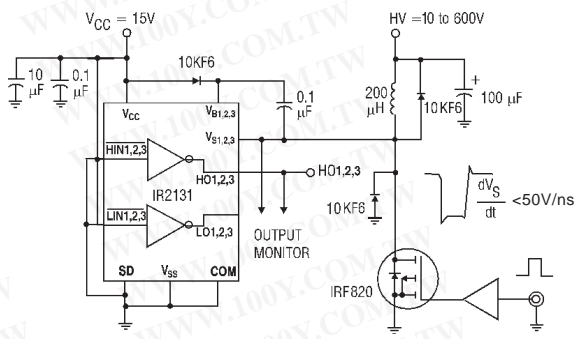 V_CC = 15V
HV = 10 to 600V
10KF6
10 μF
0.1 μF
V_CC
V_B1,2,3
0.1 μF
200 μH
10KF6
+
100 μF
V_S1,2,3
H̅I̅N̅1̅,̅2̅,̅3̅
HO1,2,3
HO1,2,3
IR2131
L̅I̅N̅1̅,̅2̅,̅3̅
LO1,2,3
OUTPUT
MONITOR
10KF6
dV_S
dt
<50V/ns
SD
V_SS
COM
IRF820
WWW.100Y.COM.TW